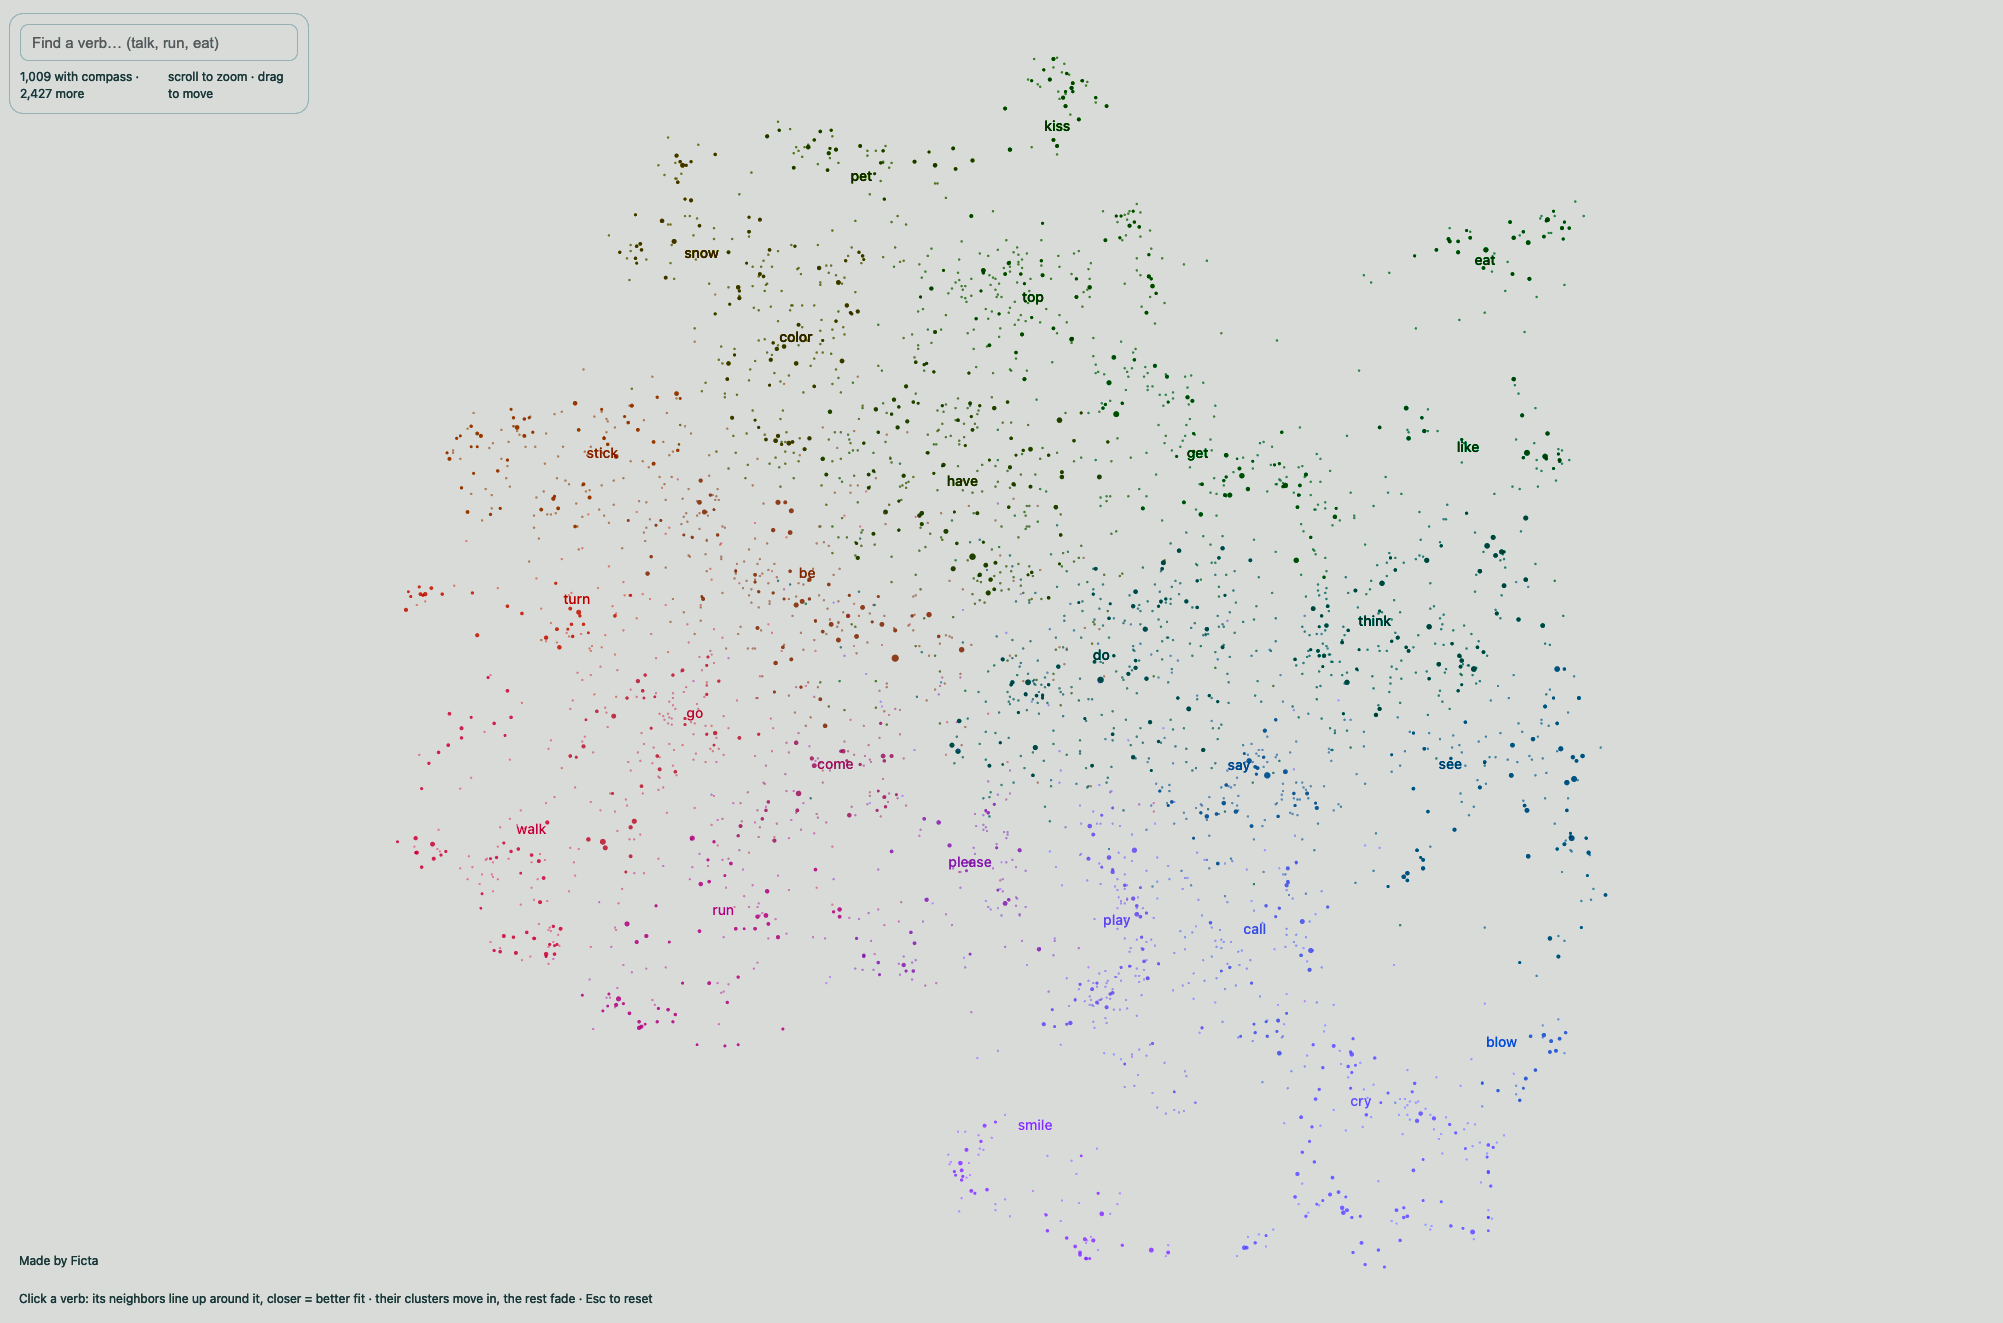 Find a verb… (talk, run, eat)
1,009 with compass · 2,427 more
scroll to zoom · drag to move
kiss
pet
snow
eat
top
color
like
stick
get
have
be
turn
think
do
go
come
say
see
walk
please
run
play
call
blow
cry
smile
Made by Ficta
Click a verb: its neighbors line up around it, closer = better fit · their clusters move in, the rest fade · Esc to reset